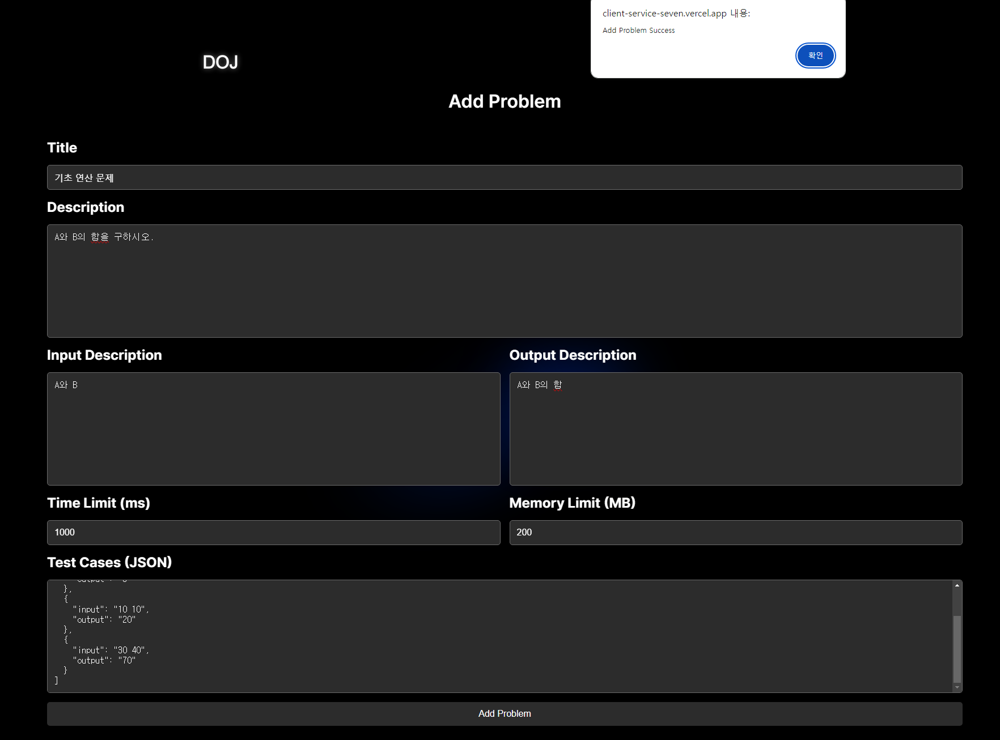 client-service-seven.vercel.app 내용:
Add Problem Success
확인
DOJ
Add Problem
Title
기초 연산 문제
Description
A와 B의 합을 구하시오.
Input Description
Output Description
A와 B
A와 B의 합
Time Limit (ms)
Memory Limit (MB)
1000
200
Test Cases (JSON)
},
{
"input": "10 10",
"output": "20"
},
{
"input": "30 40",
"output": "70"
}
]
Add Problem